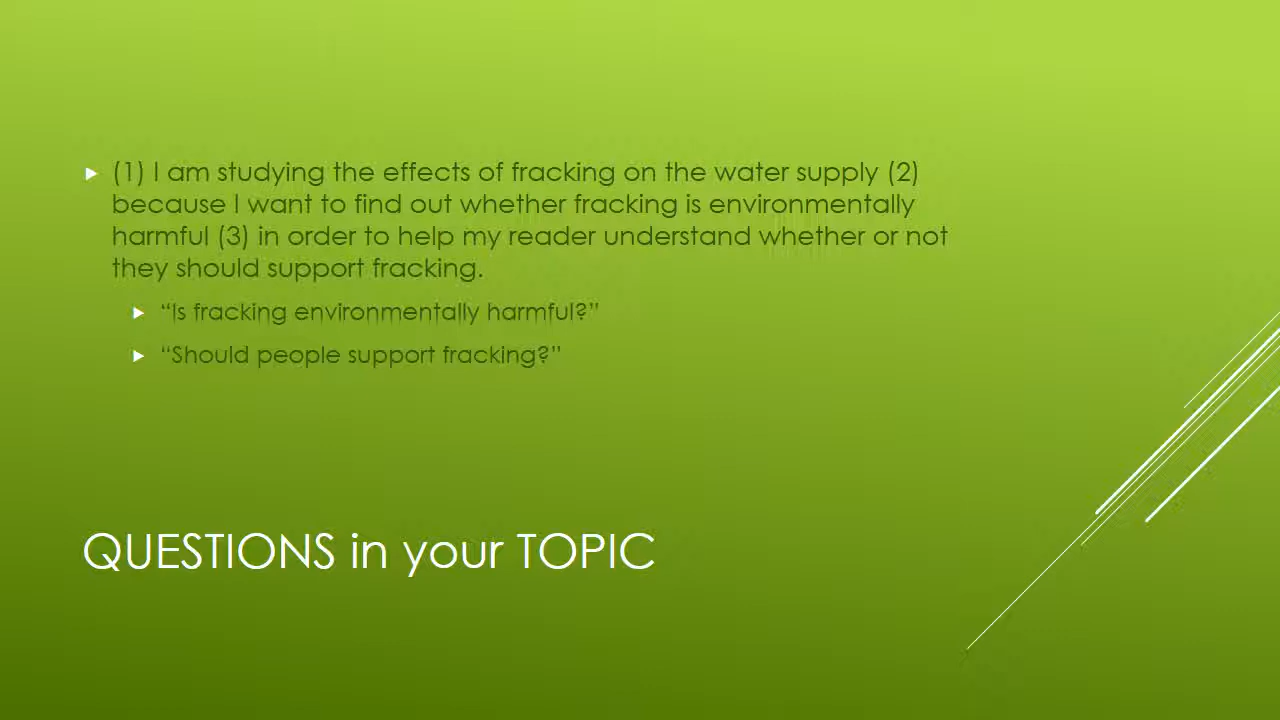 (1) I am studying the effects of fracking on the water supply (2)
because I want to find out whether fracking is environmentally
harmful (3) in order to help my reader understand whether or not
they should support fracking.
“Is fracking environmentally harmful?”
“Should people support fracking?”
QUESTIONS in your TOPIC